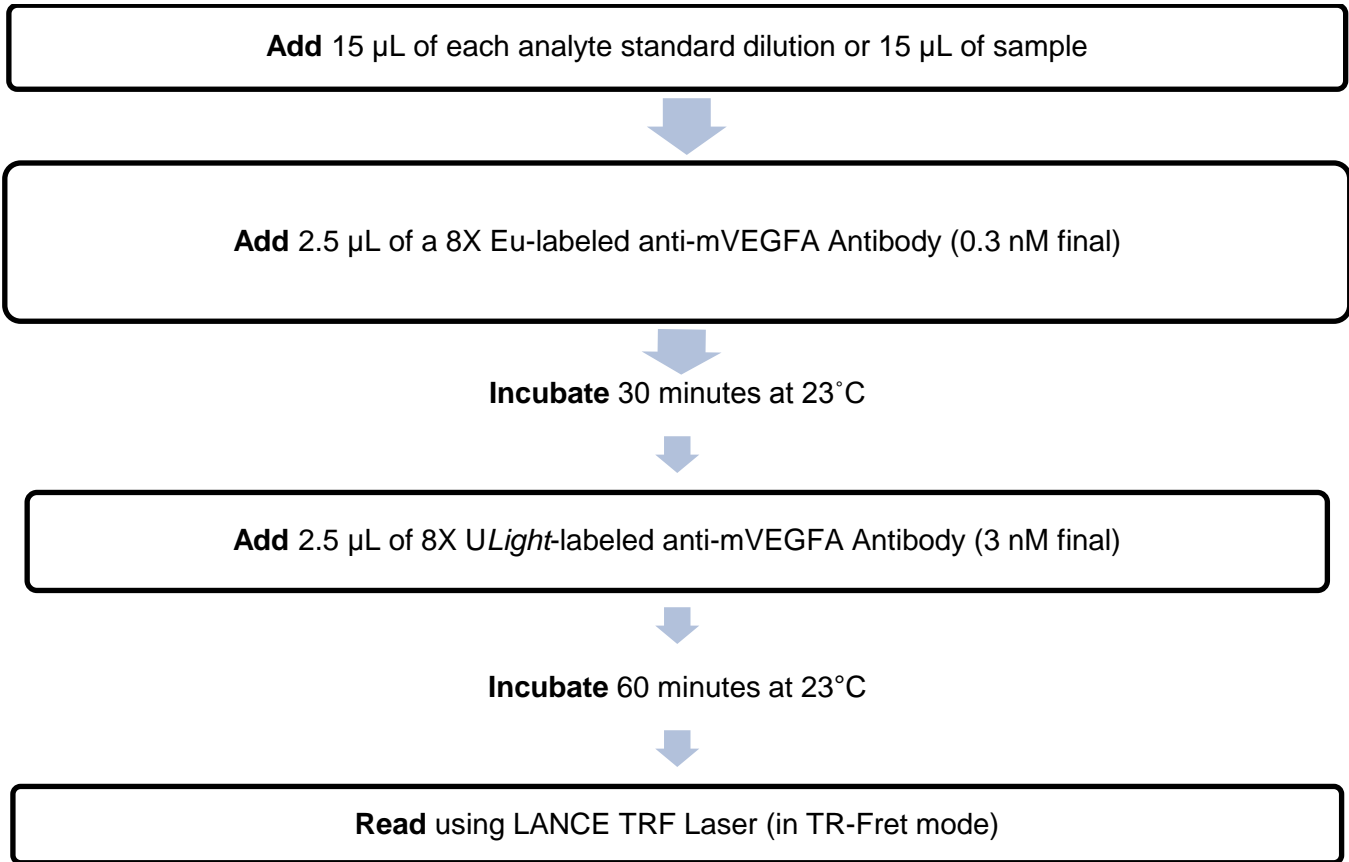 Add 15 µL of each analyte standard dilution or 15 µL of sample
Add 2.5 µL of a 8X Eu-labeled anti-mVEGFA Antibody (0.3 nM final)
Incubate 30 minutes at 23˚C
Add 2.5 µL of 8X ULight-labeled anti-mVEGFA Antibody (3 nM final)
Incubate 60 minutes at 23°C
Read using LANCE TRF Laser (in TR-Fret mode)